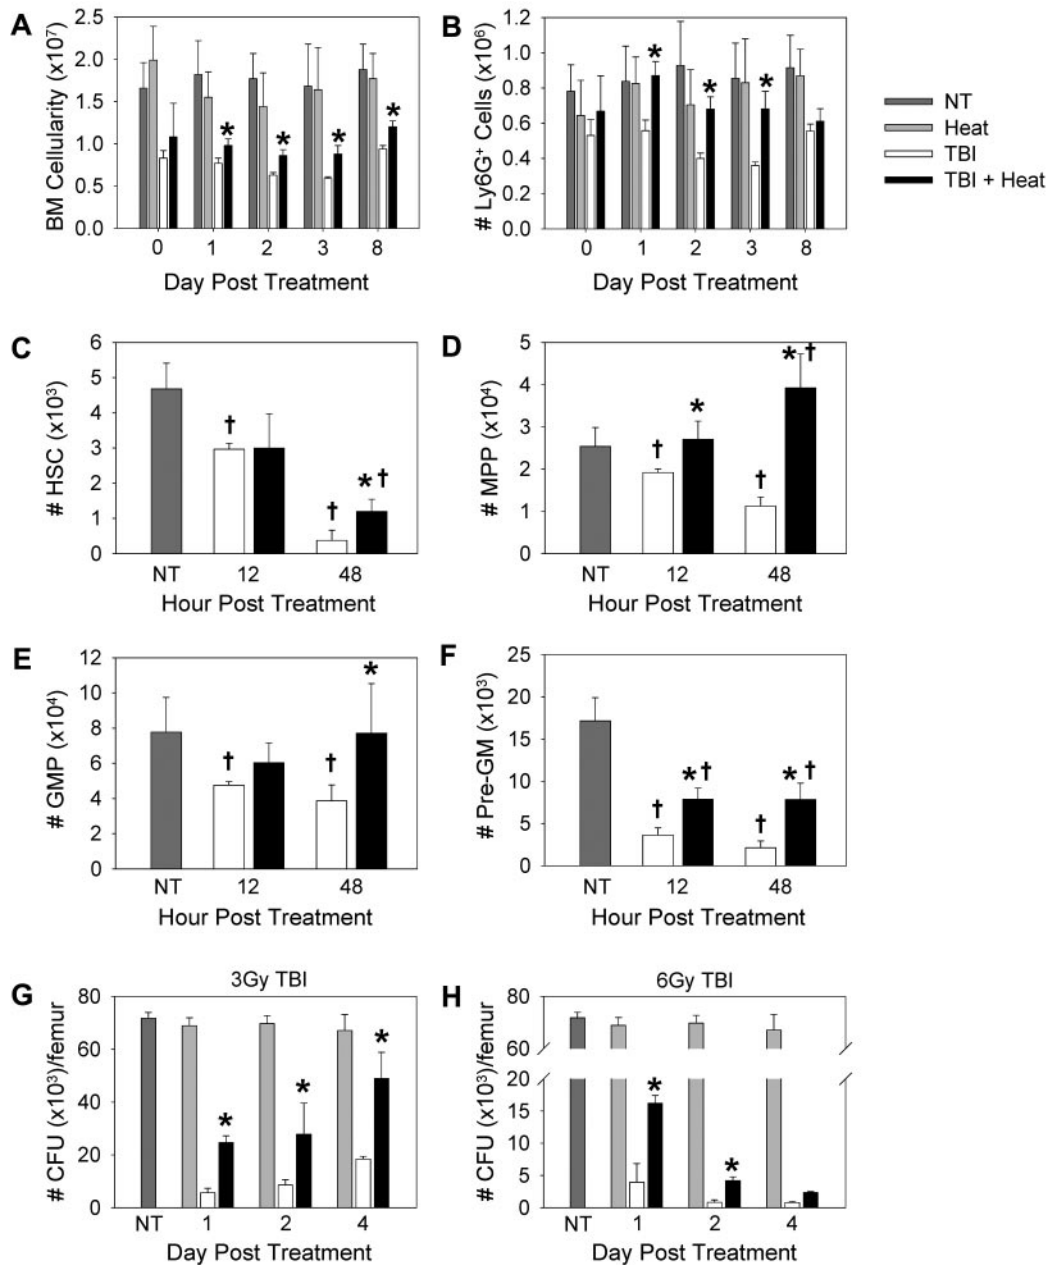 A
BM Cellularity (x10⁷)
2.5
2.0
1.5
1.0
0.5
0.0
* * * *
0 1 2 3 8
Day Post Treatment
B
# Ly6G⁺ Cells (x10⁶)
1.2
1.0
0.8
0.6
0.4
0.2
0.0
* * *
0 1 2 3 8
Day Post Treatment
NT
Heat
TBI
TBI + Heat
C
# HSC (x10³)
6
5
4
3
2
1
0
† † *†
NT 12 48
Hour Post Treatment
D
# MPP (x10⁴)
5
4
3
2
1
0
† * † *†
NT 12 48
Hour Post Treatment
E
# GMP (x10⁴)
12
10
8
6
4
2
0
† † *
NT 12 48
Hour Post Treatment
F
# Pre-GM (x10³)
25
20
15
10
5
0
† *† † *†
NT 12 48
Hour Post Treatment
G
3Gy TBI
# CFU (x10³)/femur
80
60
40
20
0
* * *
NT 1 2 4
Day Post Treatment
H
6Gy TBI
# CFU (x10³)/femur
80
60
20
15
10
5
0
* *
NT 1 2 4
Day Post Treatment